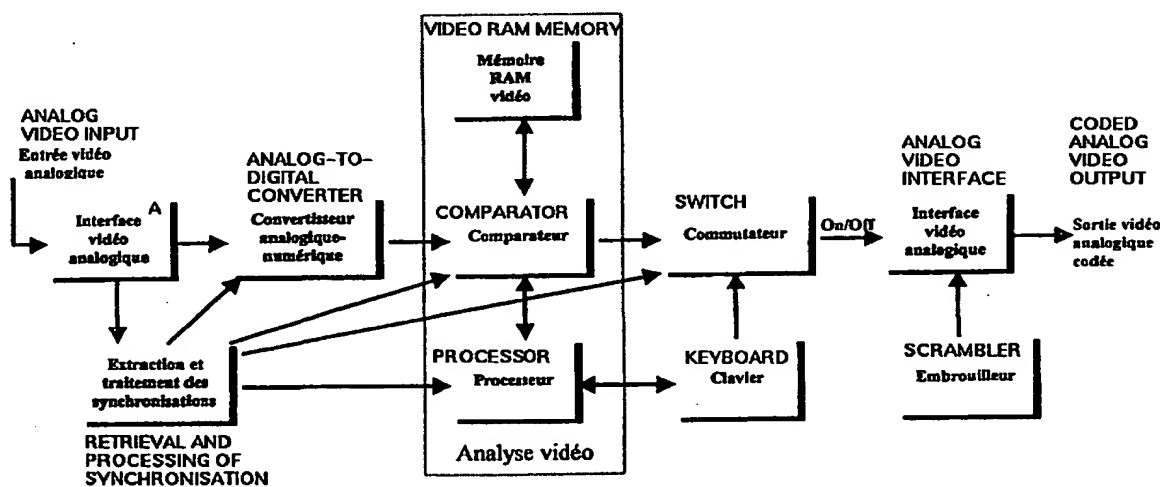 VIDEO RAM MEMORY
Mémoire
RAM
vidéo
ANALOG
VIDEO INPUT
Entrée vidéo
analogique
ANALOG-TO-
DIGITAL
CONVERTER
Convertisseur
analogique-
numérique
A
Interface
vidéo
analogique
COMPARATOR
Comparateur
SWITCH
Commutateur
On/Off
ANALOG
VIDEO
INTERFACE
Interface
vidéo
analogique
CODED
ANALOG
VIDEO
OUTPUT
Sortie vidéo
analogique
codée
Extraction et
traitement des
synchronisations
RETRIEVAL AND
PROCESSING OF
SYNCHRONISATION
PROCESSOR
Processeur
Analyse vidéo
KEYBOARD
Clavier
SCRAMBLER
Embrouilleur